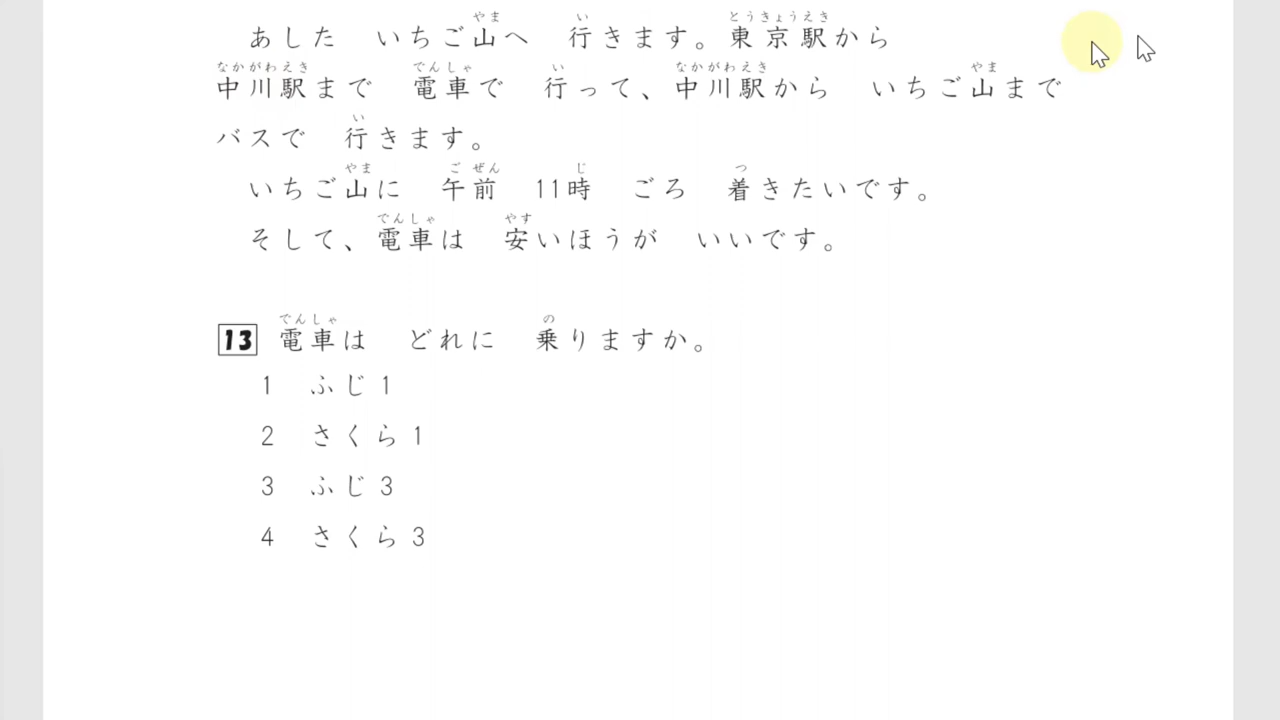 あした　いちご山へ　行きます。東京駅から
中川駅まで　電車で　行って、中川駅から　いちご山まで
バスで　行きます。
いちご山に　午前　11時　ごろ　着きたいです。
そして、電車は　安いほうが　いいです。
13 電車は　どれに　乗りますか。
1　ふじ1
2　さくら1
3　ふじ3
4　さくら3